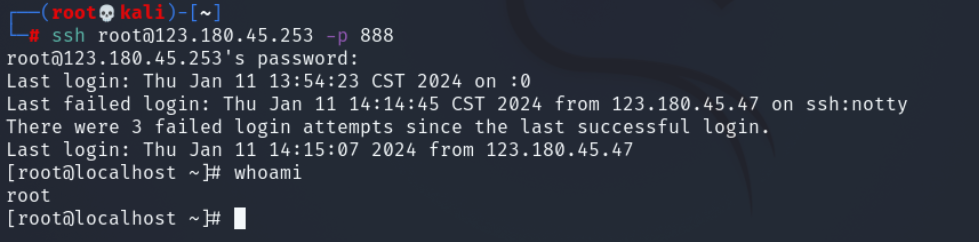 ┌──(root💀kali)-[~]
└─# ssh root@123.180.45.253 -p 888
root@123.180.45.253's password:
Last login: Thu Jan 11 13:54:23 CST 2024 on :0
Last failed login: Thu Jan 11 14:14:45 CST 2024 from 123.180.45.47 on ssh:notty
There were 3 failed login attempts since the last successful login.
Last login: Thu Jan 11 14:15:07 2024 from 123.180.45.47
[root@localhost ~]# whoami
root
[root@localhost ~]#